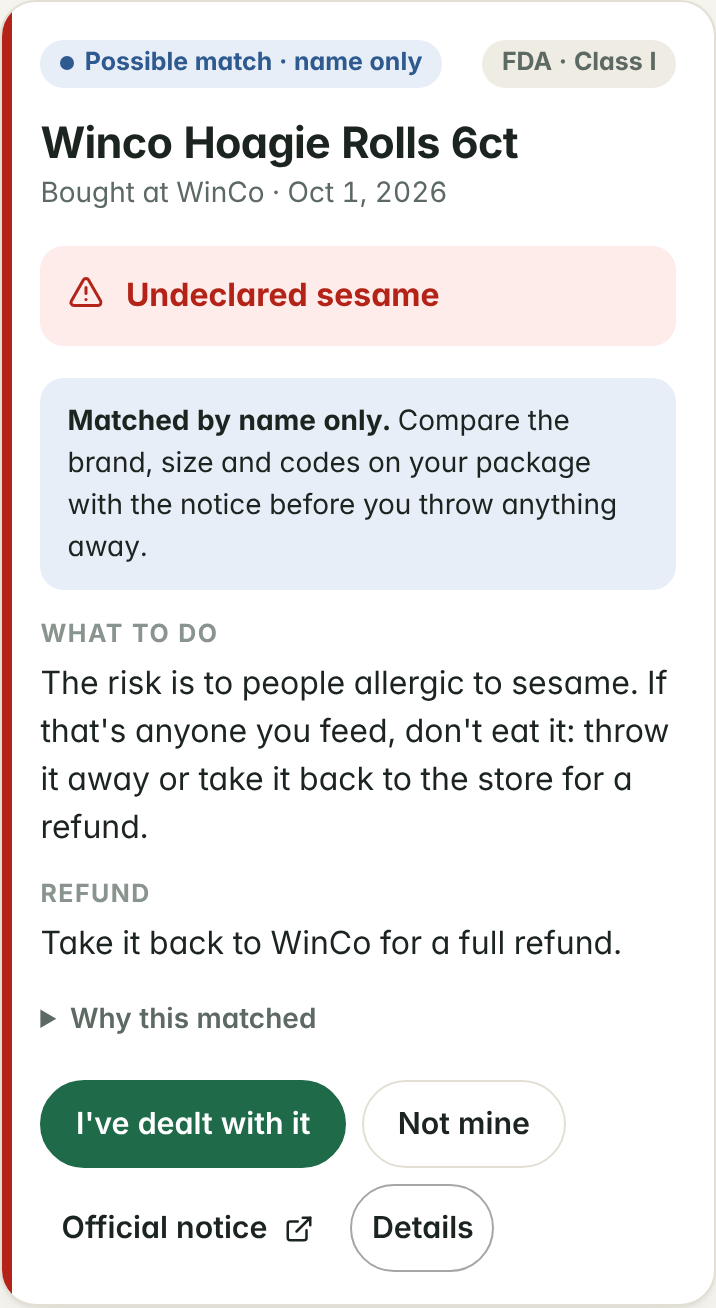 Possible match · name only
FDA · Class I
Winco Hoagie Rolls 6ct
Bought at WinCo · Oct 1, 2026
Undeclared sesame
Matched by name only. Compare the
brand, size and codes on your package
with the notice before you throw anything
away.
WHAT TO DO
The risk is to people allergic to sesame. If
that's anyone you feed, don't eat it: throw
it away or take it back to the store for a
refund.
REFUND
Take it back to WinCo for a full refund.
Why this matched
I've dealt with it
Not mine
Official notice
Details